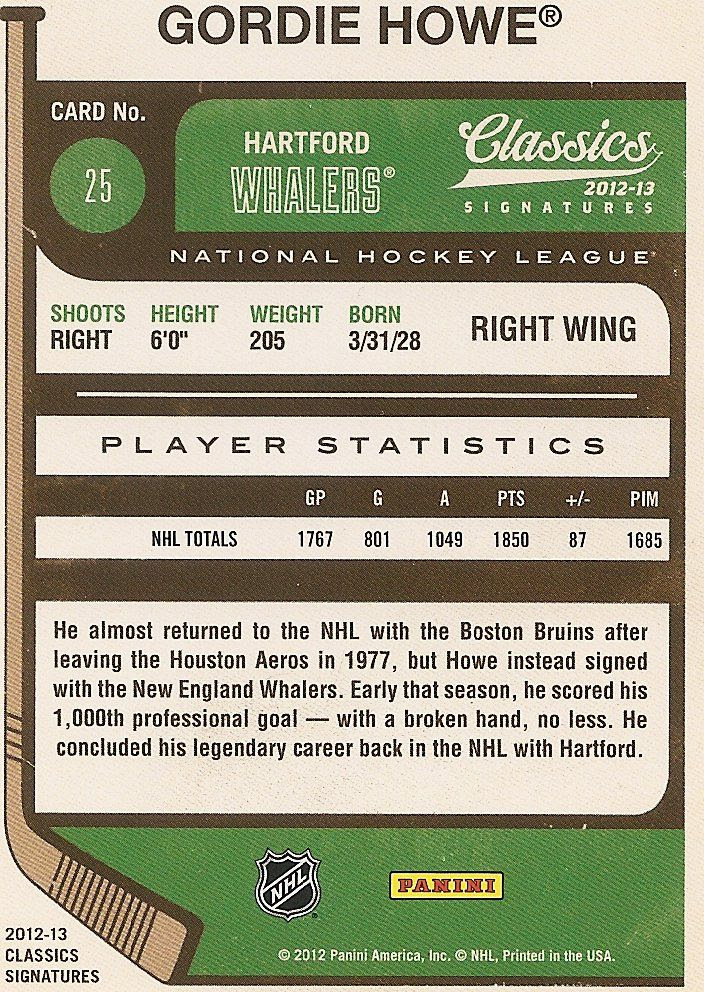 GORDIE HOWE®
CARD No.
25
HARTFORD
WHALERS®
Classics
2012-13
SIGNATURES
NATIONAL HOCKEY LEAGUE
SHOOTS HEIGHT WEIGHT BORN
RIGHT 6'0" 205 3/31/28
RIGHT WING
PLAYER STATISTICS
GP G A PTS +/- PIM
NHL TOTALS 1767 801 1049 1850 87 1685
He almost returned to the NHL with the Boston Bruins after
leaving the Houston Aeros in 1977, but Howe instead signed
with the New England Whalers. Early that season, he scored his
1,000th professional goal — with a broken hand, no less. He
concluded his legendary career back in the NHL with Hartford.
NHL
PANINI
© 2012 Panini America, Inc. © NHL, Printed in the USA.
2012-13
CLASSICS
SIGNATURES